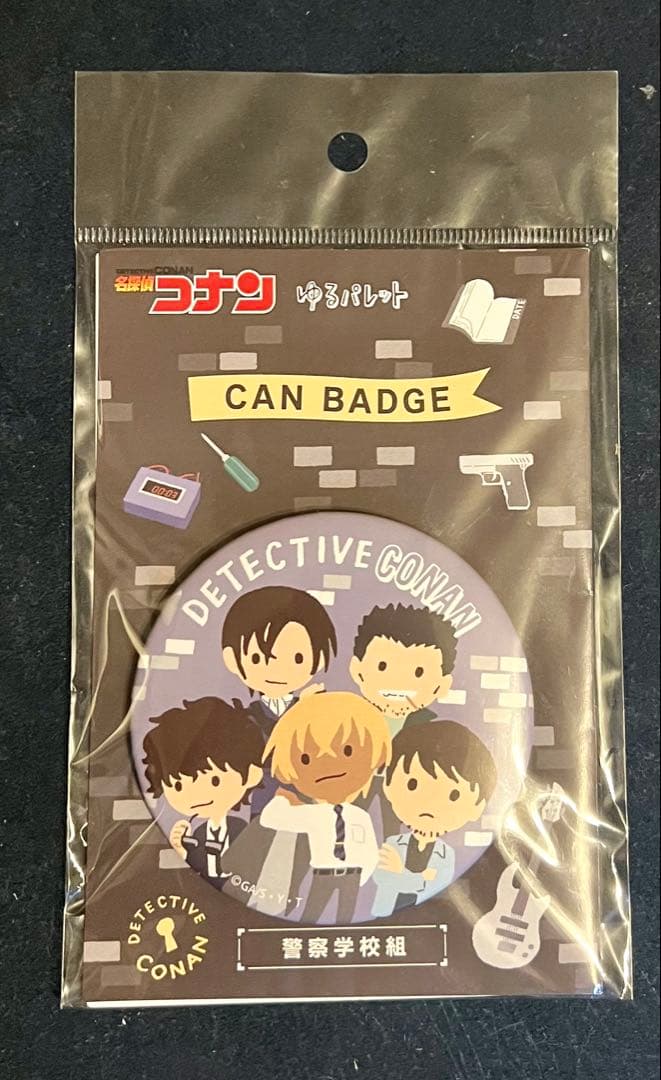 DETECTIVE CONAN
名探偵コナン ゆるパレット
DATE
CAN BADGE
00:03
DETECTIVE CONAN
©GA/S・Y・T
DETECTIVE
CONAN
警察学校組